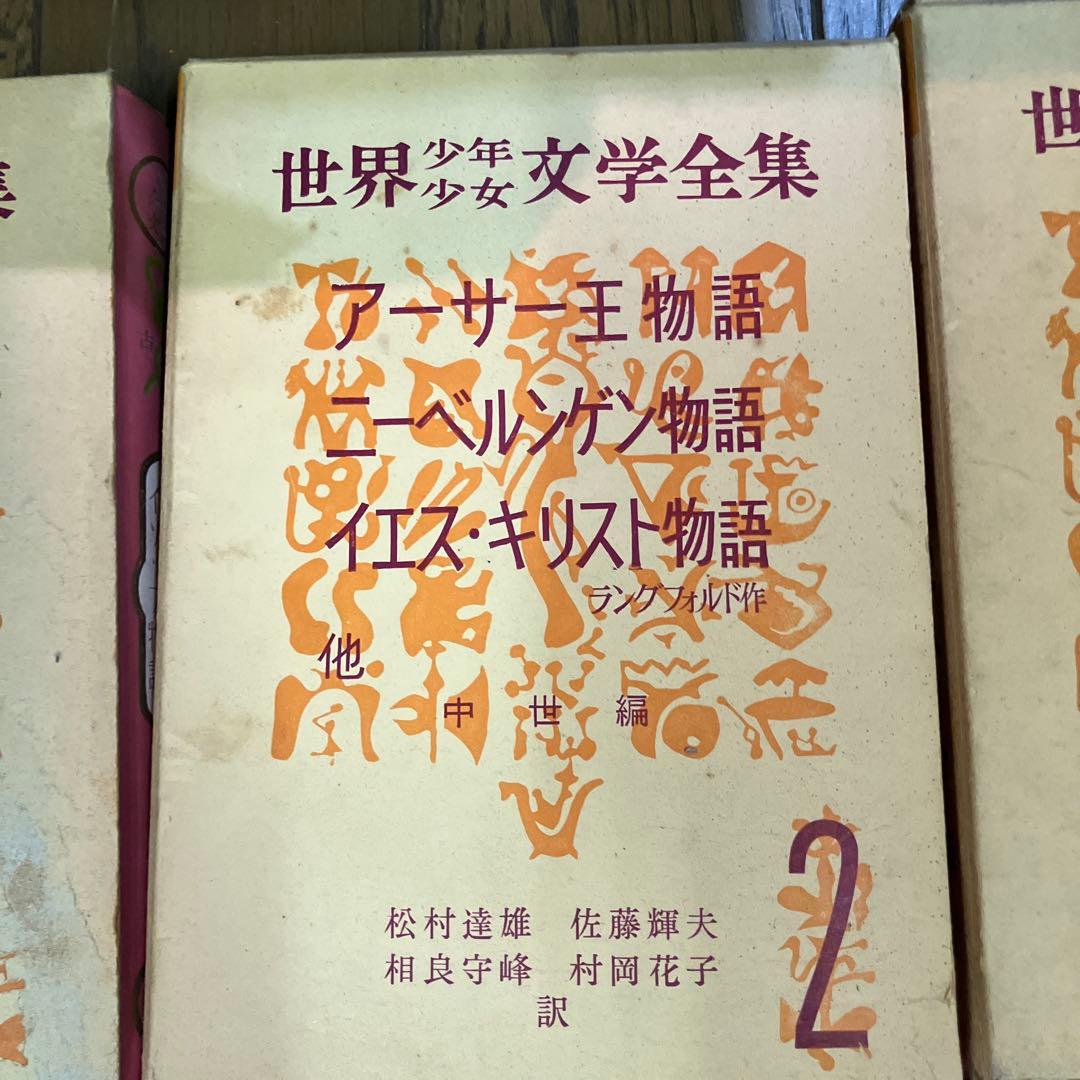 世界少年少女文学全集
アーサー王物語
ニーベルンゲン物語
イエス・キリスト物語
ラングフォルド作
他
中世編
2
松村達雄 佐藤輝夫
相良守峰 村岡花子
訳
集
世